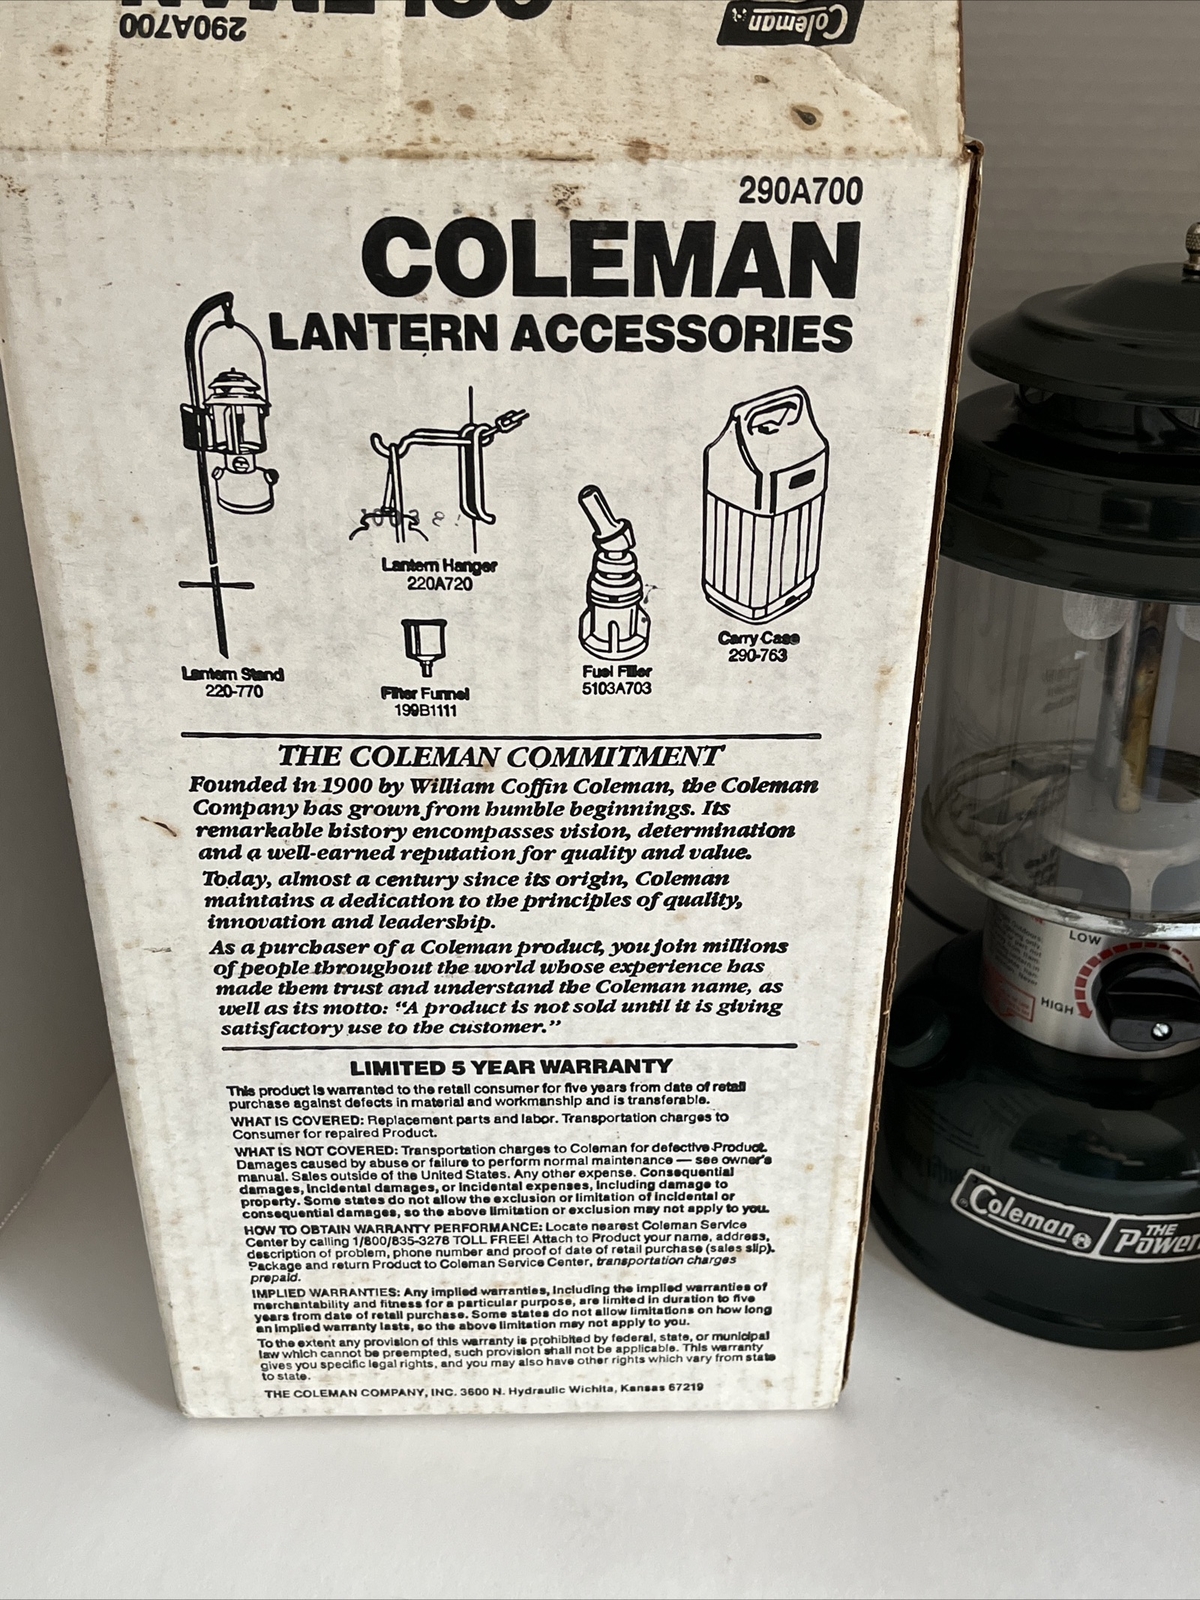 290A700
Coleman
290A700
COLEMAN
LANTERN ACCESSORIES
Lantern Hanger
220A720
Carry Case
290-763
Lantern Stand
220-770
Fuel Filler
5103A703
Filter Funnel
199B1111
THE COLEMAN COMMITMENT
Founded in 1900 by William Coffin Coleman, the Coleman
Company has grown from humble beginnings. Its
remarkable history encompasses vision, determination
and a well-earned reputation for quality and value.
Today, almost a century since its origin, Coleman
maintains a dedication to the principles of quality,
innovation and leadership.
As a purchaser of a Coleman product, you join millions
of people throughout the world whose experience has
made them trust and understand the Coleman name, as
well as its motto: “A product is not sold until it is giving
satisfactory use to the customer.”
LIMITED 5 YEAR WARRANTY
This product is warranted to the retail consumer for five years from date of retail
purchase against defects in material and workmanship and is transferable.
WHAT IS COVERED: Replacement parts and labor. Transportation charges to
Consumer for repaired Product.
WHAT IS NOT COVERED: Transportation charges to Coleman for defective Product.
Damages caused by abuse or failure to perform normal maintenance — see owner's
manual. Sales outside of the United States. Any other expense. Consequential
damages, incidental damages, or incidental expenses, including damage to
property. Some states do not allow the exclusion or limitation of incidental or
consequential damages, so the above limitation or exclusion may not apply to you.
HOW TO OBTAIN WARRANTY PERFORMANCE: Locate nearest Coleman Service
Center by calling 1/800/835-3278 TOLL FREE! Attach to Product your name, address,
description of problem, phone number and proof of date of retail purchase (sales slip).
Package and return Product to Coleman Service Center, transportation charges
prepaid.
IMPLIED WARRANTIES: Any implied warranties, including the implied warranties of
merchantability and fitness for a particular purpose, are limited in duration to five
years from date of retail purchase. Some states do not allow limitations on how long
an implied warranty lasts, so the above limitation may not apply to you.
To the extent any provision of this warranty is prohibited by federal, state, or municipal
law which cannot be preempted, such provision shall not be applicable. This warranty
gives you specific legal rights, and you may also have other rights which vary from state
to state.
THE COLEMAN COMPANY, INC. 3600 N. Hydraulic Wichita, Kansas 67219
LOW
HIGH
Coleman
THE